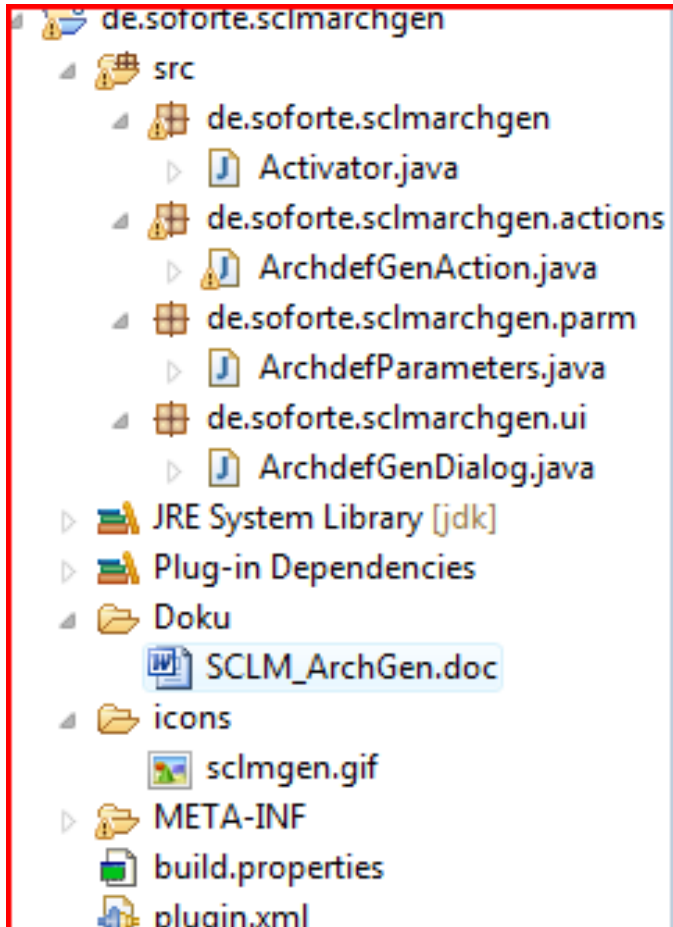 de.soforte.sclmarchgen
src
de.soforte.sclmarchgen
Activator.java
de.soforte.sclmarchgen.actions
ArchdefGenAction.java
de.soforte.sclmarchgen.parm
ArchdefParameters.java
de.soforte.sclmarchgen.ui
ArchdefGenDialog.java
JRE System Library [jdk]
Plug-in Dependencies
Doku
SCLM_ArchGen.doc
icons
sclmgen.gif
META-INF
build.properties
plugin.xml